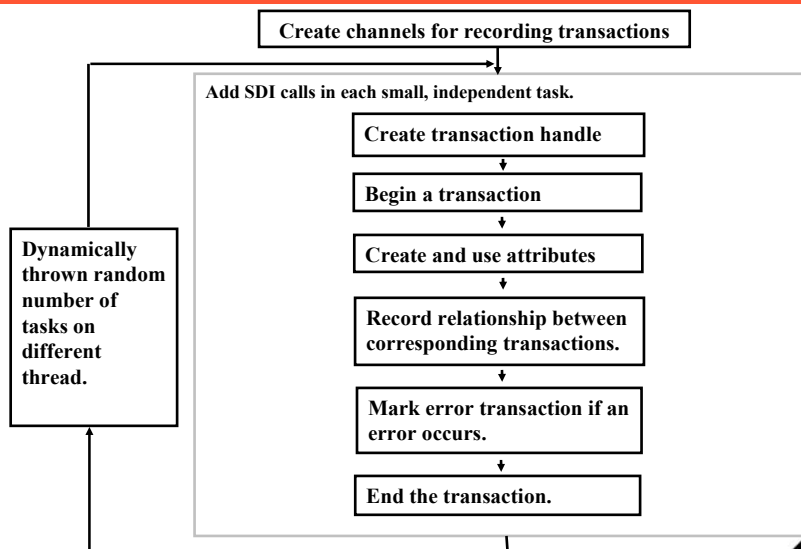 Create channels for recording transactions
Add SDI calls in each small, independent task.
Create transaction handle
Begin a transaction
Create and use attributes
Record relationship between
corresponding transactions.
Mark error transaction if an
error occurs.
End the transaction.
Dynamically
thrown random
number of
tasks on
different
thread.